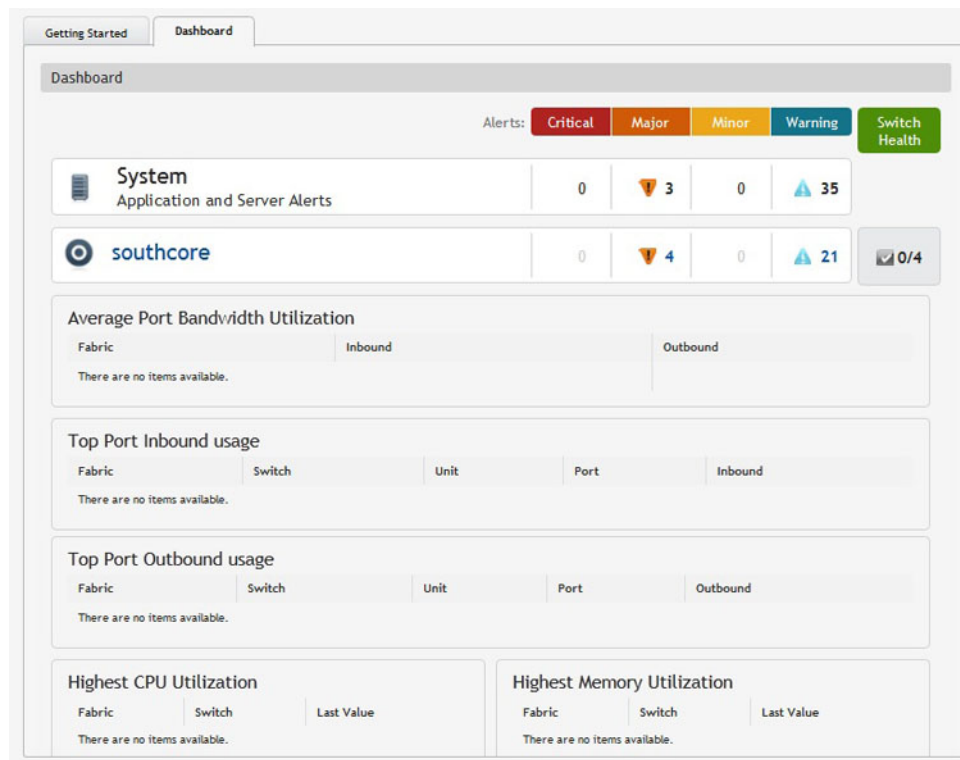 Getting Started Dashboard
Dashboard
Alerts: Critical Major Minor Warning Switch Health
System
Application and Server Alerts
0 3 0 35
southcore 0 4 0 21 0/4
Average Port Bandwidth Utilization
Fabric Inbound Outbound
There are no items available.
Top Port Inbound usage
Fabric Switch Unit Port Inbound
There are no items available.
Top Port Outbound usage
Fabric Switch Unit Port Outbound
There are no items available.
Highest CPU Utilization
Fabric Switch Last Value
There are no items available.
Highest Memory Utilization
Fabric Switch Last Value
There are no items available.